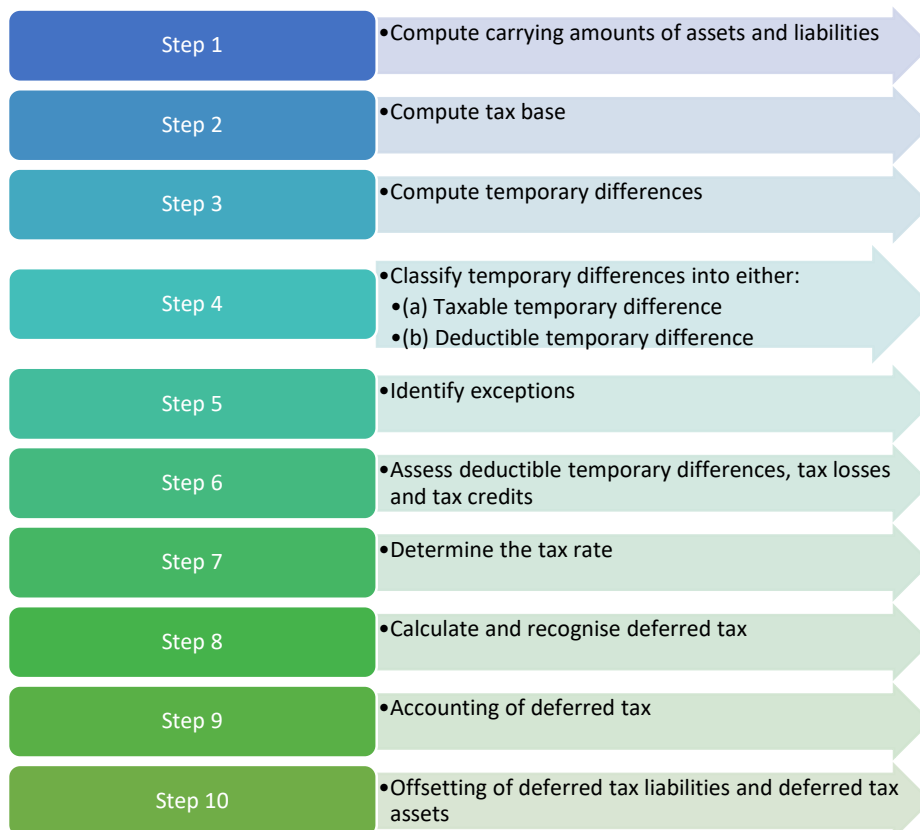 Step 1
•Compute carrying amounts of assets and liabilities
Step 2
•Compute tax base
Step 3
•Compute temporary differences
Step 4
•Classify temporary differences into either:
•(a) Taxable temporary difference
•(b) Deductible temporary difference
Step 5
•Identify exceptions
Step 6
•Assess deductible temporary differences, tax losses
and tax credits
Step 7
•Determine the tax rate
Step 8
•Calculate and recognise deferred tax
Step 9
•Accounting of deferred tax
Step 10
•Offsetting of deferred tax liabilities and deferred tax
assets